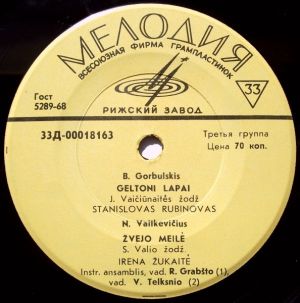 МЕЛОДИЯ
ВСЕСОЮЗНАЯ ФИРМА ГРАМПЛАСТИНОК
Гост
5289-68
33
РИЖСКИЙ ЗАВОД
33Д-00018163
Третья группа
Цена 70 коп.
B. Gorbulskis
GELTONI LAPAI
J. Vaičiūnaitės žodž
STANISLOVAS RUBINOVAS
N. Vaitkevičius
ŽVEJO MEILĖ
S. Valio žodž.
IRENA ŽUKAITĖ
Instr. ansamblis, vad. R. Grabšto (1),
vad. V. Telksnio (2)